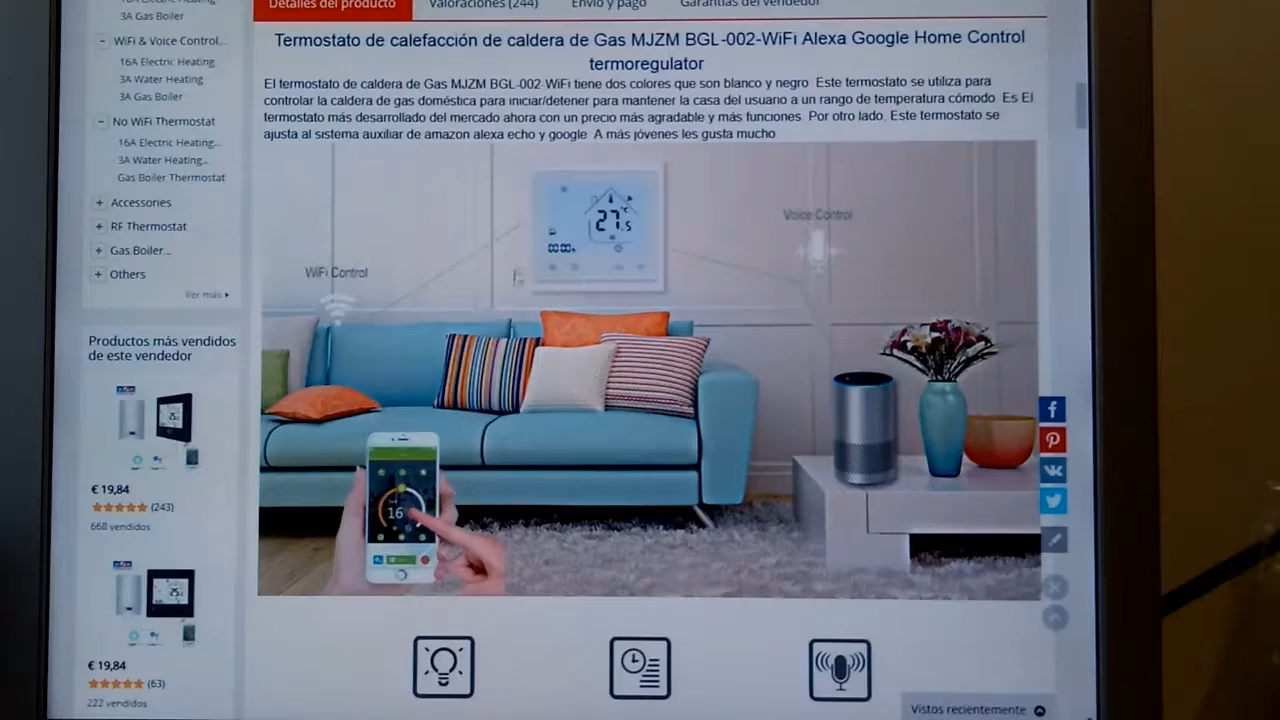 3A Gas Boiler
WiFi & Voice Control...
16A Electric Heating
3A Water Heating
3A Gas Boiler
No WiFi Thermostat
16A Electric Heating...
3A Water Heating...
Gas Boiler Thermostat
Accessories
RF Thermostat
Gas Boiler...
Others
Ver más
Productos más vendidos
de este vendedor
€ 19,84
(243)
668 vendidos
€ 19,84
(63)
222 vendidos
Detalles del producto
Valoraciones (244)
Envío y pago
Garantías del vendedor
Termostato de calefacción de caldera de Gas MJZM BGL-002-WiFi Alexa Google Home Control
termoregulator
El termostato de caldera de Gas MJZM BGL-002-WiFi tiene dos colores que son blanco y negro Este termostato se utiliza para
controlar la caldera de gas doméstica para iniciar/detener para mantener la casa del usuario a un rango de temperatura cómodo Es El
termostato más desarrollado del mercado ahora con un precio más agradable y más funciones Por otro lado, Este termostato se
ajusta al sistema auxiliar de amazon alexa echo y google A más jóvenes les gusta mucho
27.5
°C
00:00
Voice Control
WiFi Control
16
Vistos recientemente